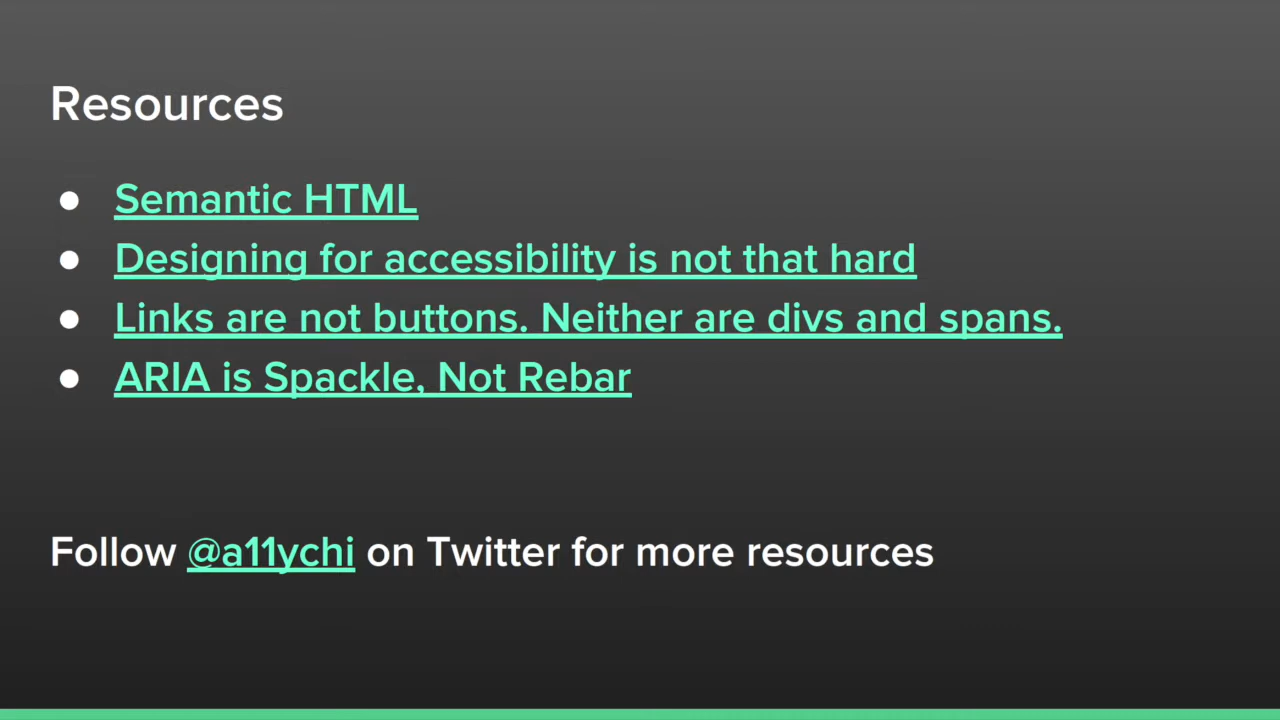 Resources
● Semantic HTML
● Designing for accessibility is not that hard
● Links are not buttons. Neither are divs and spans.
● ARIA is Spackle, Not Rebar
Follow @a11ychi on Twitter for more resources